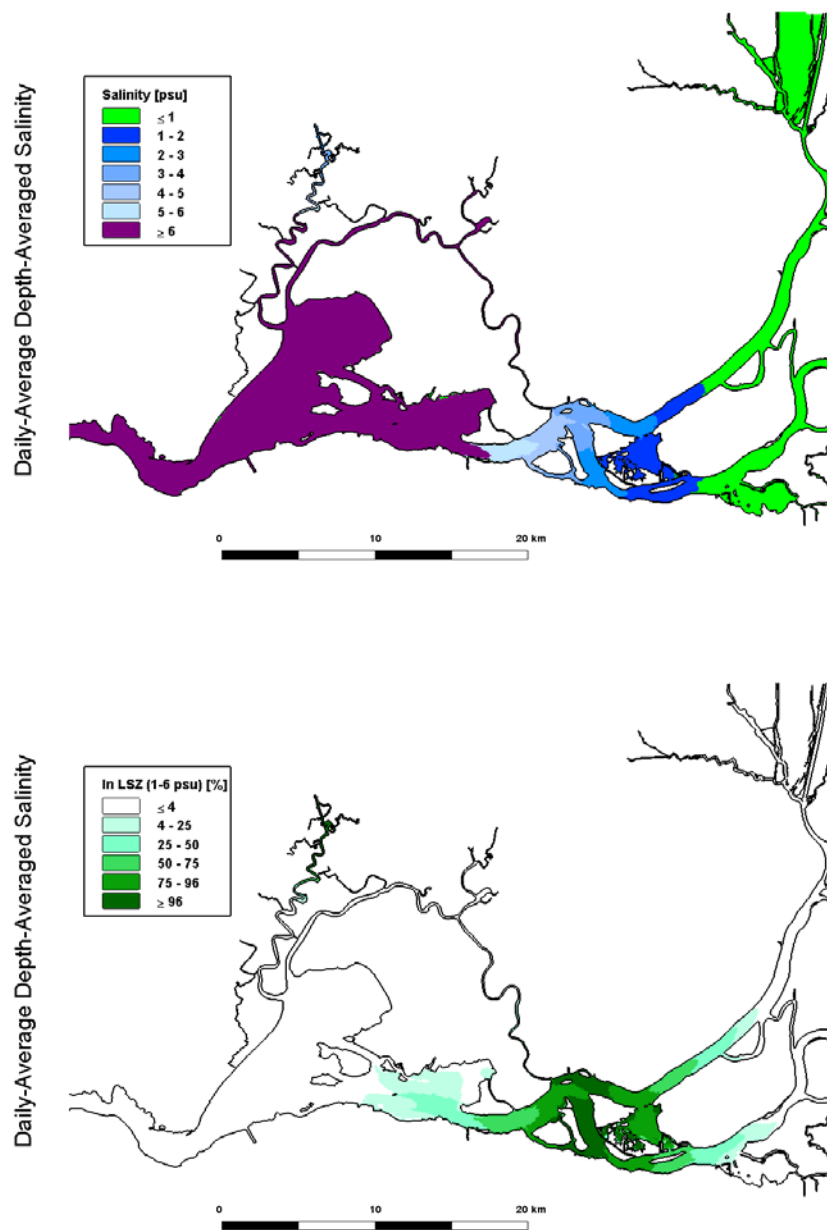 Daily-Average Depth-Averaged Salinity
Salinity [psu]
≤ 1
1 - 2
2 - 3
3 - 4
4 - 5
5 - 6
≥ 6
0 10 20 km
Daily-Average Depth-Averaged Salinity
In LSZ (1-6 psu) [%]
≤ 4
4 - 25
25 - 50
50 - 75
75 - 96
≥ 96
0 10 20 km